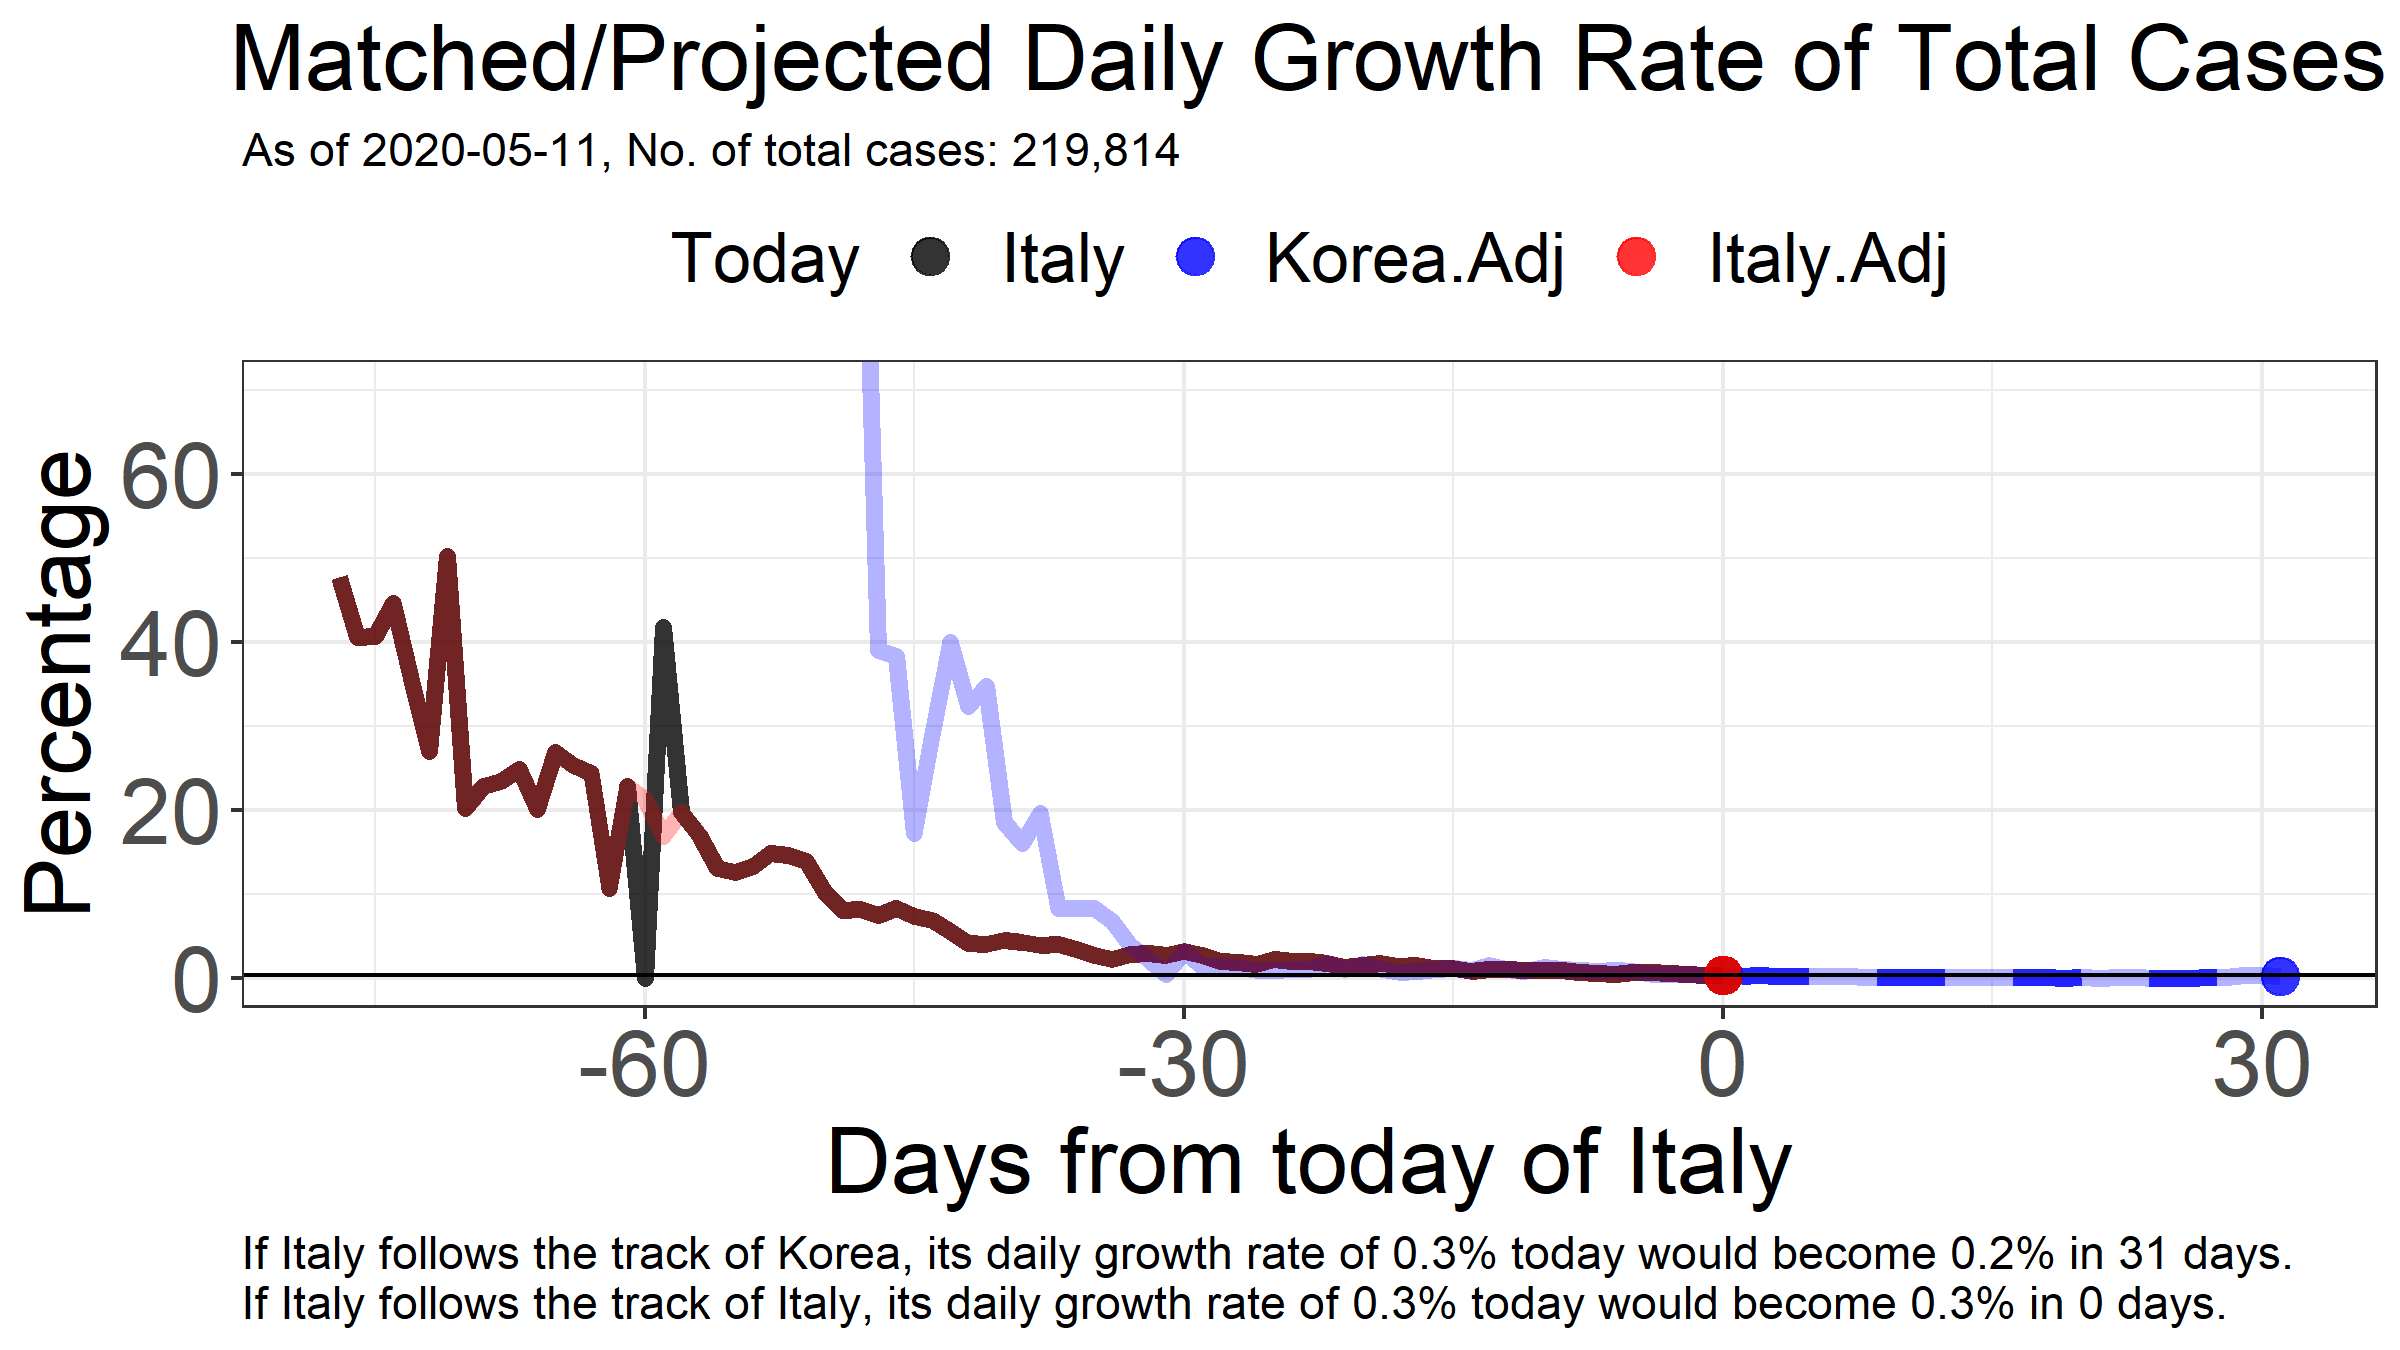 Matched/Projected Daily Growth Rate of Total Cases
As of 2020-05-11, No. of total cases: 219,814
Today Italy Korea.Adj Italy.Adj
Percentage
60
40
20
0
-60 -30 0 30
Days from today of Italy
If Italy follows the track of Korea, its daily growth rate of 0.3% today would become 0.2% in 31 days.
If Italy follows the track of Italy, its daily growth rate of 0.3% today would become 0.3% in 0 days.